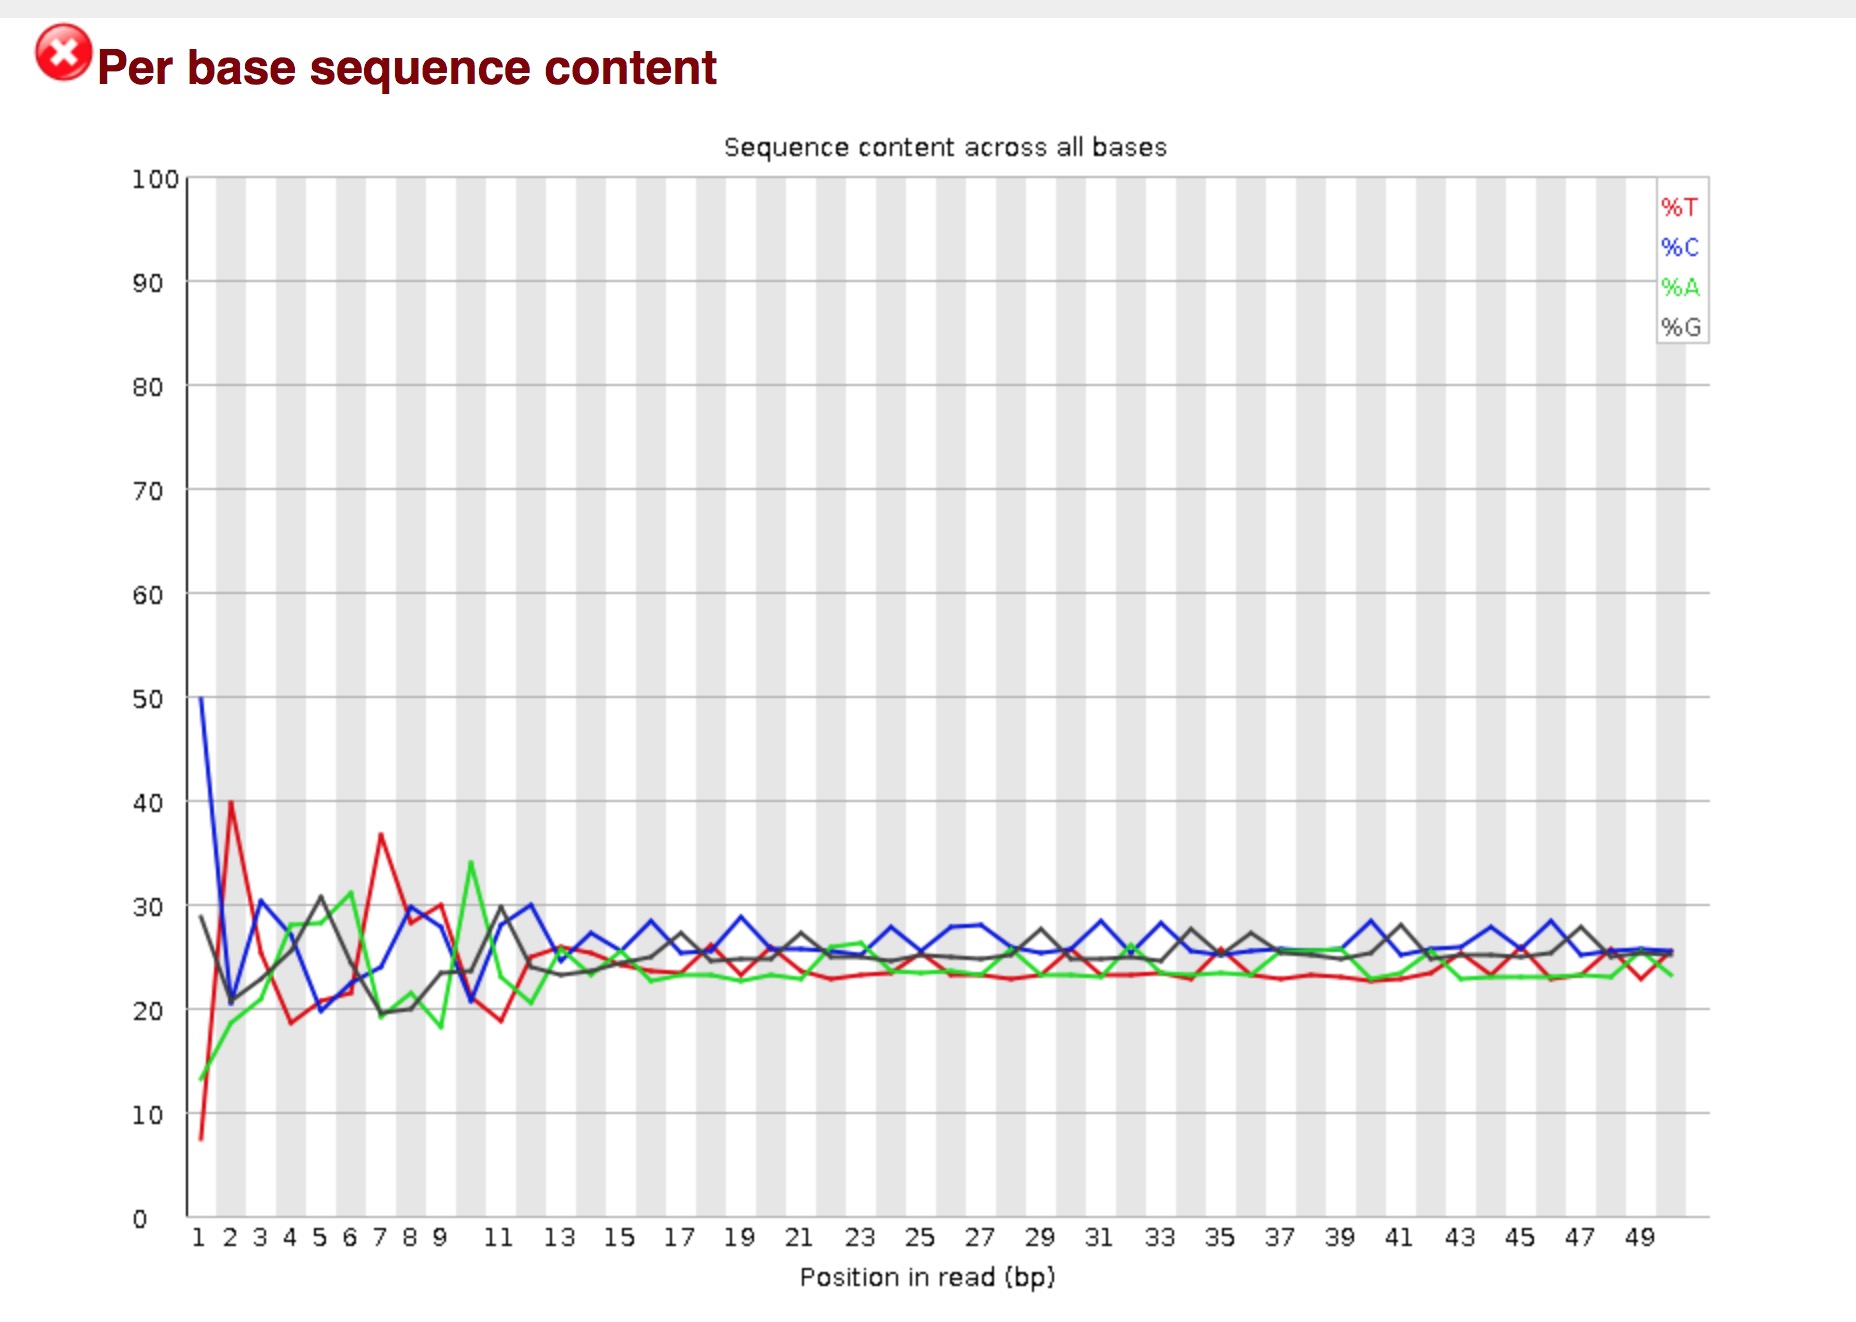 Per base sequence content
Sequence content across all bases
%T
%C
%A
%G
100
90
80
70
60
50
40
30
20
10
0
1 2 3 4 5 6 7 8 9 11 13 15 17 19 21 23 25 27 29 31 33 35 37 39 41 43 45 47 49
Position in read (bp)